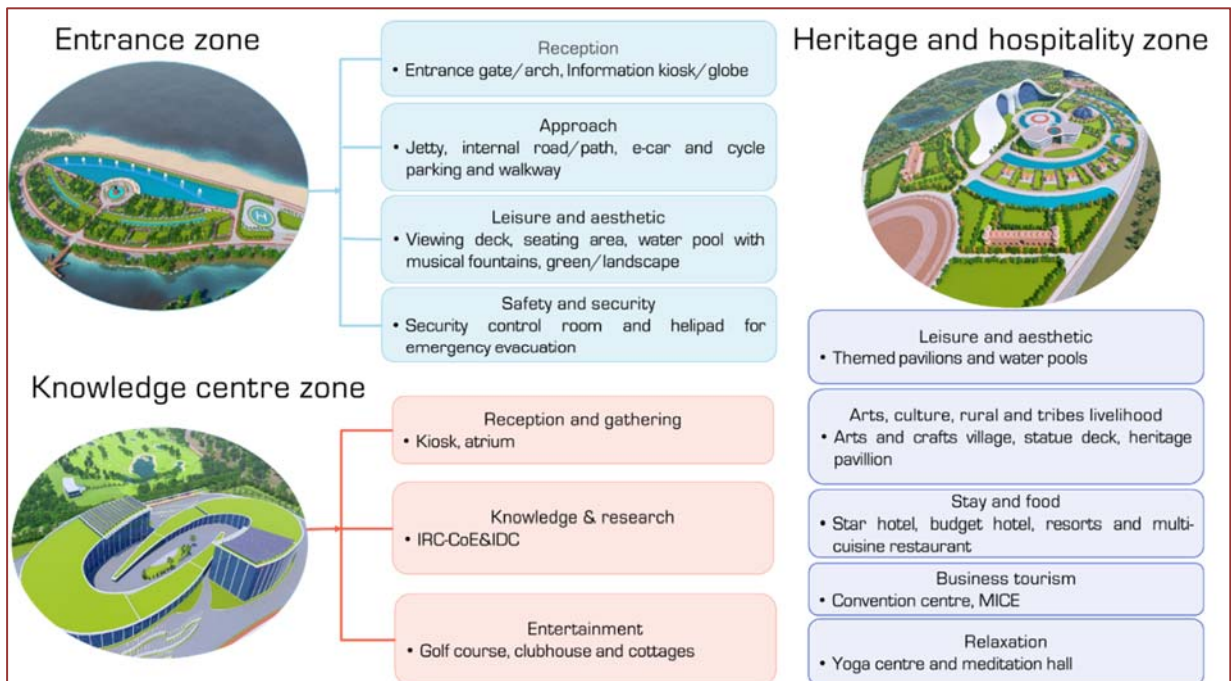 Entrance zone
Reception
• Entrance gate/arch, Information kiosk/globe
Approach
• Jetty, internal road/path, e-car and cycle
parking and walkway
Leisure and aesthetic
• Viewing deck, seating area, water pool with
musical fountains, green/landscape
Safety and security
• Security control room and helipad for
emergency evacuation
Knowledge centre zone
Reception and gathering
• Kiosk, atrium
Knowledge & research
• IRC-CoE&IDC
Entertainment
• Golf course, clubhouse and cottages
Heritage and hospitality zone
Leisure and aesthetic
• Themed pavilions and water pools
Arts, culture, rural and tribes livelihood
• Arts and crafts village, statue deck, heritage
pavillion
Stay and food
• Star hotel, budget hotel, resorts and multi-
cuisine restaurant
Business tourism
• Convention centre, MICE
Relaxation
• Yoga centre and meditation hall
H